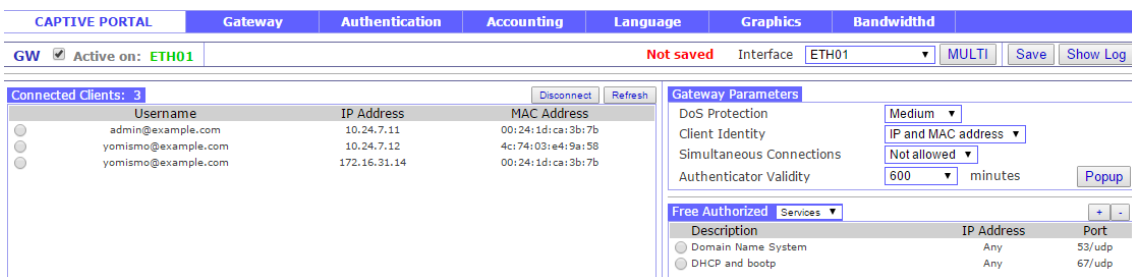 CAPTIVE PORTAL Gateway Authentication Accounting Language Graphics Bandwidthd
GW Active on: ETH01 Not saved Interface ETH01 MULTI Save Show Log
Connected Clients: 3 Disconnect Refresh
Username IP Address MAC Address
admin@example.com 10.24.7.11 00:24:1d:ca:3b:7b
yomismo@example.com 10.24.7.12 4c:74:03:e4:9a:58
yomismo@example.com 172.16.31.14 00:24:1d:ca:3b:7b
Gateway Parameters
DoS Protection Medium
Client Identity IP and MAC address
Simultaneous Connections Not allowed
Authenticator Validity 600 minutes Popup
Free Authorized Services + -
Description IP Address Port
Domain Name System Any 53/udp
DHCP and bootp Any 67/udp